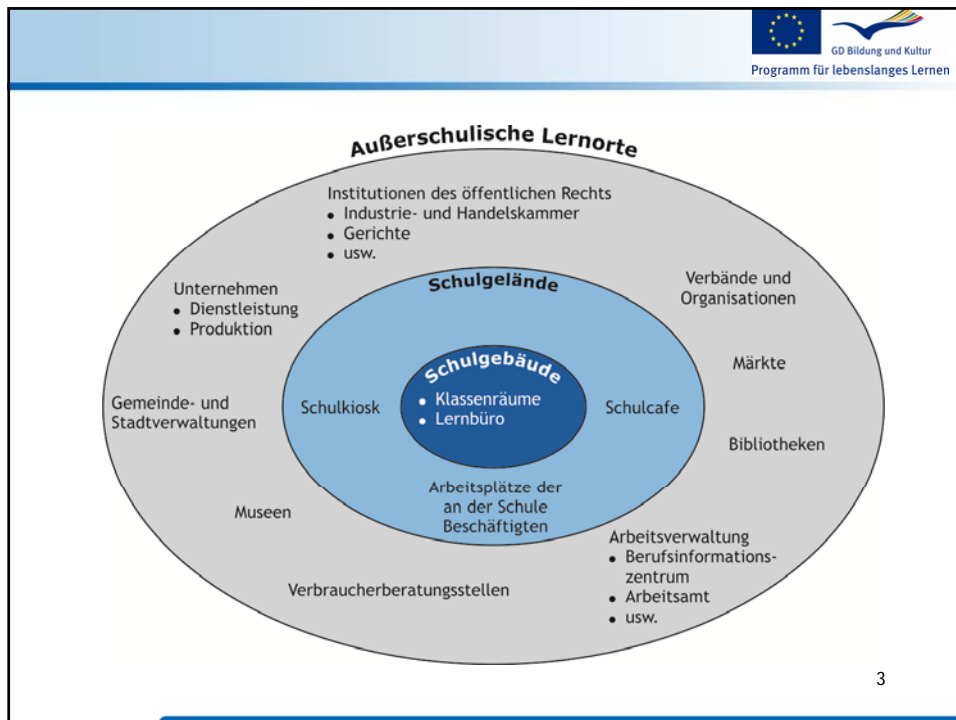 GD Bildung und Kultur
Programm für lebenslanges Lernen
Außerschulische Lernorte
Institutionen des öffentlichen Rechts
• Industrie- und Handelskammer
• Gerichte
• usw.
Unternehmen
• Dienstleistung
• Produktion
Verbände und
Organisationen
Schulgelände
Märkte
Schulgebäude
• Klassenräume
• Lernbüro
Gemeinde- und
Stadtverwaltungen
Schulkiosk
Schulcafe
Bibliotheken
Arbeitsplätze der
an der Schule
Beschäftigten
Museen
Arbeitsverwaltung
• Berufsinformations-
zentrum
• Arbeitsamt
• usw.
Verbraucherberatungsstellen
3